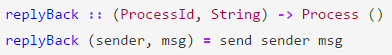 replyBack :: (ProcessId, String) -> Process ()
replyBack (sender, msg) = send sender msg